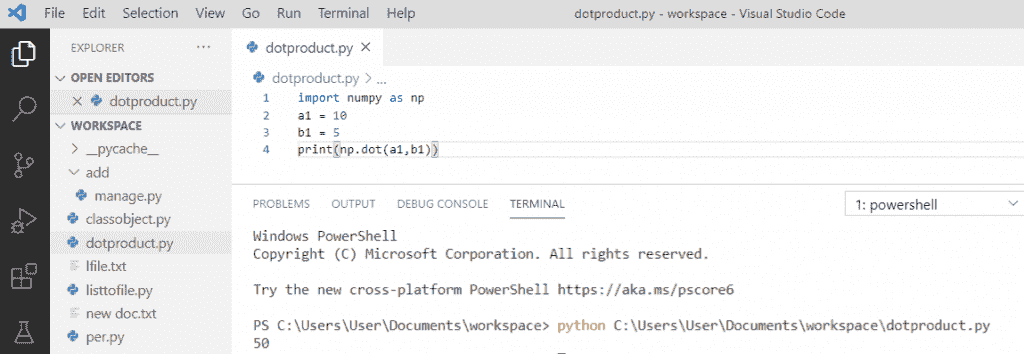 File Edit Selection View Go Run Terminal Help dotproduct.py - workspace - Visual Studio Code
EXPLORER ...
OPEN EDITORS
dotproduct.py
WORKSPACE
__pycache__
add
manage.py
classobject.py
dotproduct.py
lfile.txt
listtofile.py
new doc.txt
per.py
dotproduct.py
dotproduct.py > ...
1 import numpy as np
2 a1 = 10
3 b1 = 5
4 print(np.dot(a1,b1))
PROBLEMS OUTPUT DEBUG CONSOLE TERMINAL 1: powershell
Windows PowerShell
Copyright (C) Microsoft Corporation. All rights reserved.
Try the new cross-platform PowerShell https://aka.ms/pscore6
PS C:\Users\User\Documents\workspace> python C:\Users\User\Documents\workspace\dotproduct.py
50